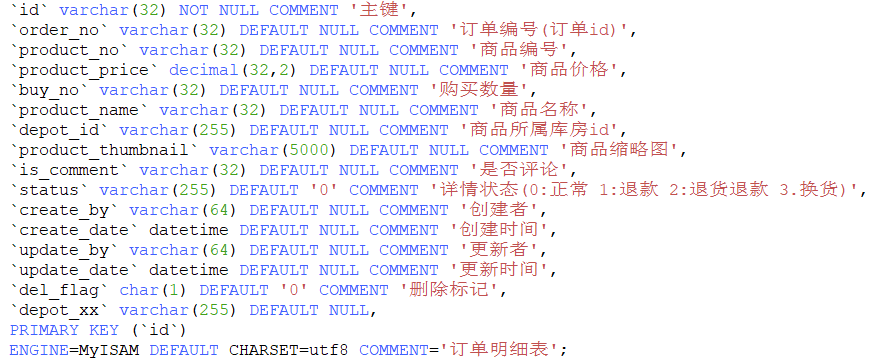 `id` varchar(32) NOT NULL COMMENT '主键',
`order_no` varchar(32) DEFAULT NULL COMMENT '订单编号(订单id)',
`product_no` varchar(32) DEFAULT NULL COMMENT '商品编号',
`product_price` decimal(32,2) DEFAULT NULL COMMENT '商品价格',
`buy_no` varchar(32) DEFAULT NULL COMMENT '购买数量',
`product_name` varchar(32) DEFAULT NULL COMMENT '商品名称',
`depot_id` varchar(255) DEFAULT NULL COMMENT '商品所属库房id',
`product_thumbnail` varchar(5000) DEFAULT NULL COMMENT '商品缩略图',
`is_comment` varchar(32) DEFAULT NULL COMMENT '是否评论',
`status` varchar(255) DEFAULT '0' COMMENT '详情状态(0:正常 1:退款 2:退货退款 3.换货)',
`create_by` varchar(64) DEFAULT NULL COMMENT '创建者',
`create_date` datetime DEFAULT NULL COMMENT '创建时间',
`update_by` varchar(64) DEFAULT NULL COMMENT '更新者',
`update_date` datetime DEFAULT NULL COMMENT '更新时间',
`del_flag` char(1) DEFAULT '0' COMMENT '删除标记',
`depot_xx` varchar(255) DEFAULT NULL,
PRIMARY KEY (`id`)
ENGINE=MyISAM DEFAULT CHARSET=utf8 COMMENT='订单明细表';